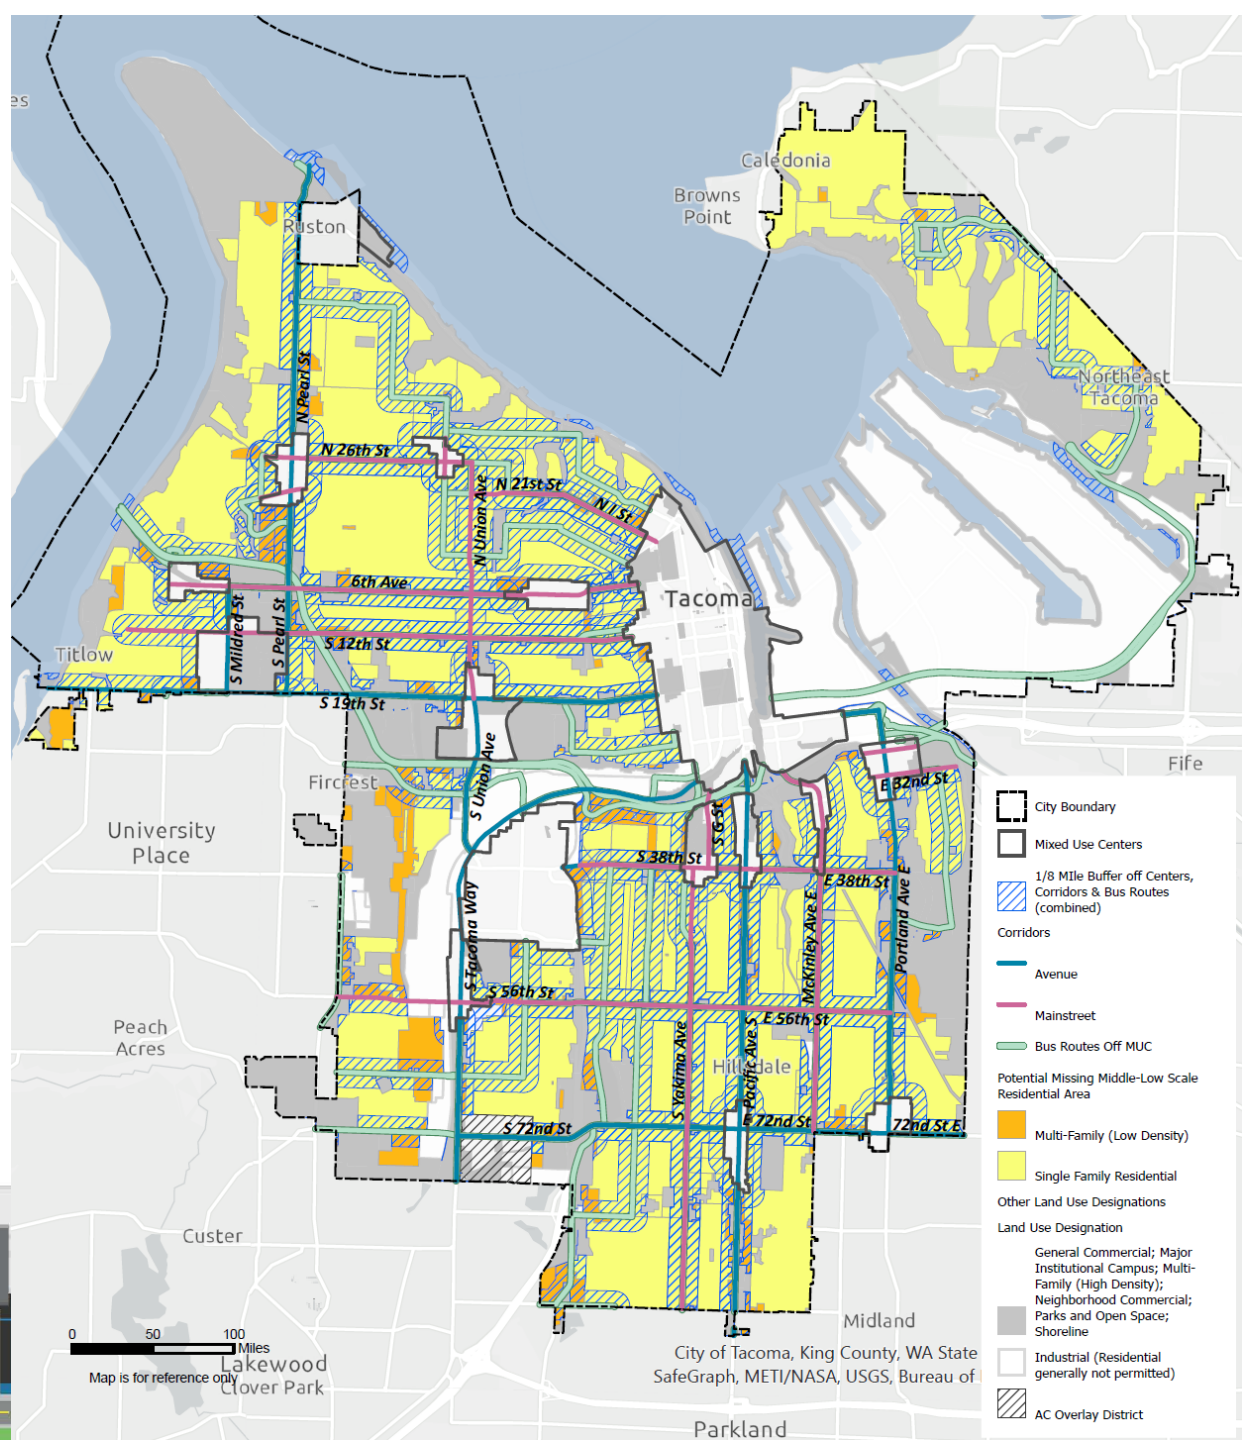 es
Caledonia
Browns
Point
Ruston
N Pearl St
Northeast
Tacoma
N 26th St
N 21st St
N I St
N Union Ave
6th Ave
Tacoma
S Mildred St
S Pearl St
S 12th St
Titlow
S 19th St
Fife
Fircrest
S Union Ave
E 32nd St
S G St
University
Place
S 38th St
E 38th St
Portland Ave E
McKinley Ave E
S Tacoma Way
S 56th St
E 56th St
Peach
Acres
S Yakima Ave
Pacific Ave S
Hillsdale
S 72nd St
E 72nd St
72nd St E
Custer
Midland
0 50 100
Miles
Map is for reference only
Lakewood
Clover Park
Parkland
City of Tacoma, King County, WA State
SafeGraph, METI/NASA, USGS, Bureau of
City Boundary
Mixed Use Centers
1/8 MIle Buffer off Centers,
Corridors & Bus Routes
(combined)
Corridors
Avenue
Mainstreet
Bus Routes Off MUC
Potential Missing Middle-Low Scale
Residential Area
Multi-Family (Low Density)
Single Family Residential
Other Land Use Designations
Land Use Designation
General Commercial; Major
Institutional Campus; Multi-
Family (High Density);
Neighborhood Commercial;
Parks and Open Space;
Shoreline
Industrial (Residential
generally not permitted)
AC Overlay District